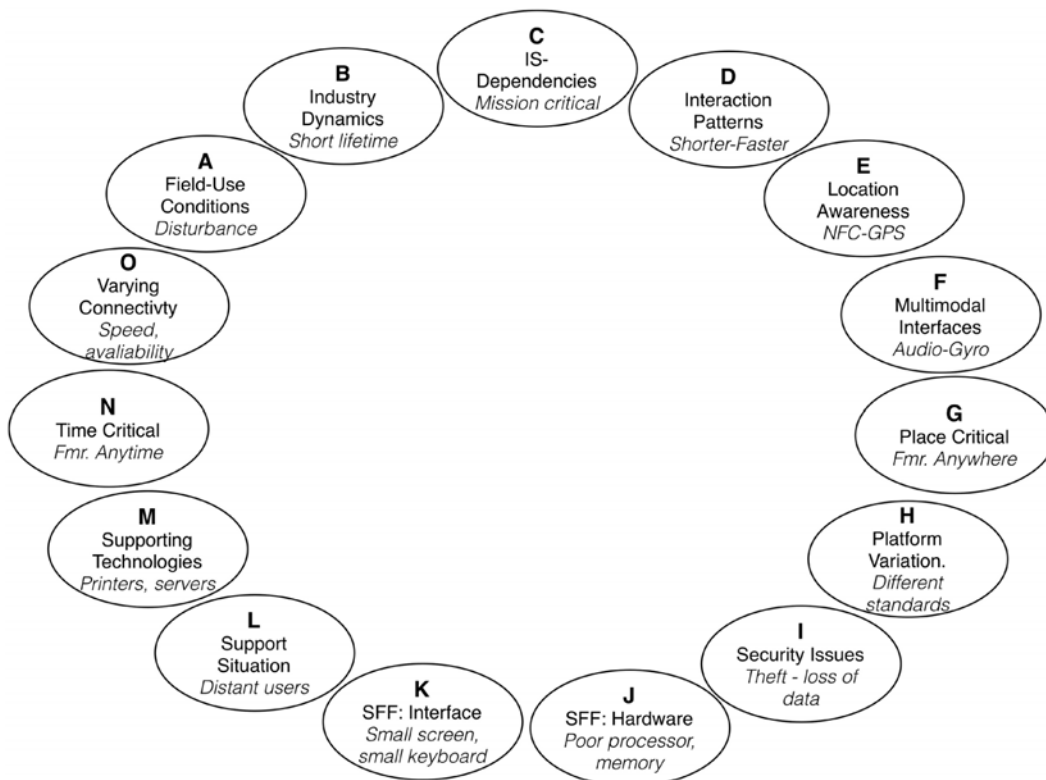 A
Field-Use
Conditions
Disturbance
B
Industry
Dynamics
Short lifetime
C
IS-
Dependencies
Mission critical
D
Interaction
Patterns
Shorter-Faster
E
Location
Awareness
NFC-GPS
F
Multimodal
Interfaces
Audio-Gyro
G
Place Critical
Fmr. Anywhere
H
Platform
Variation.
Different
standards
I
Security Issues
Theft - loss of
data
J
SFF: Hardware
Poor processor,
memory
K
SFF: Interface
Small screen,
small keyboard
L
Support
Situation
Distant users
M
Supporting
Technologies
Printers, servers
N
Time Critical
Fmr. Anytime
O
Varying
Connectivty
Speed,
avaliability